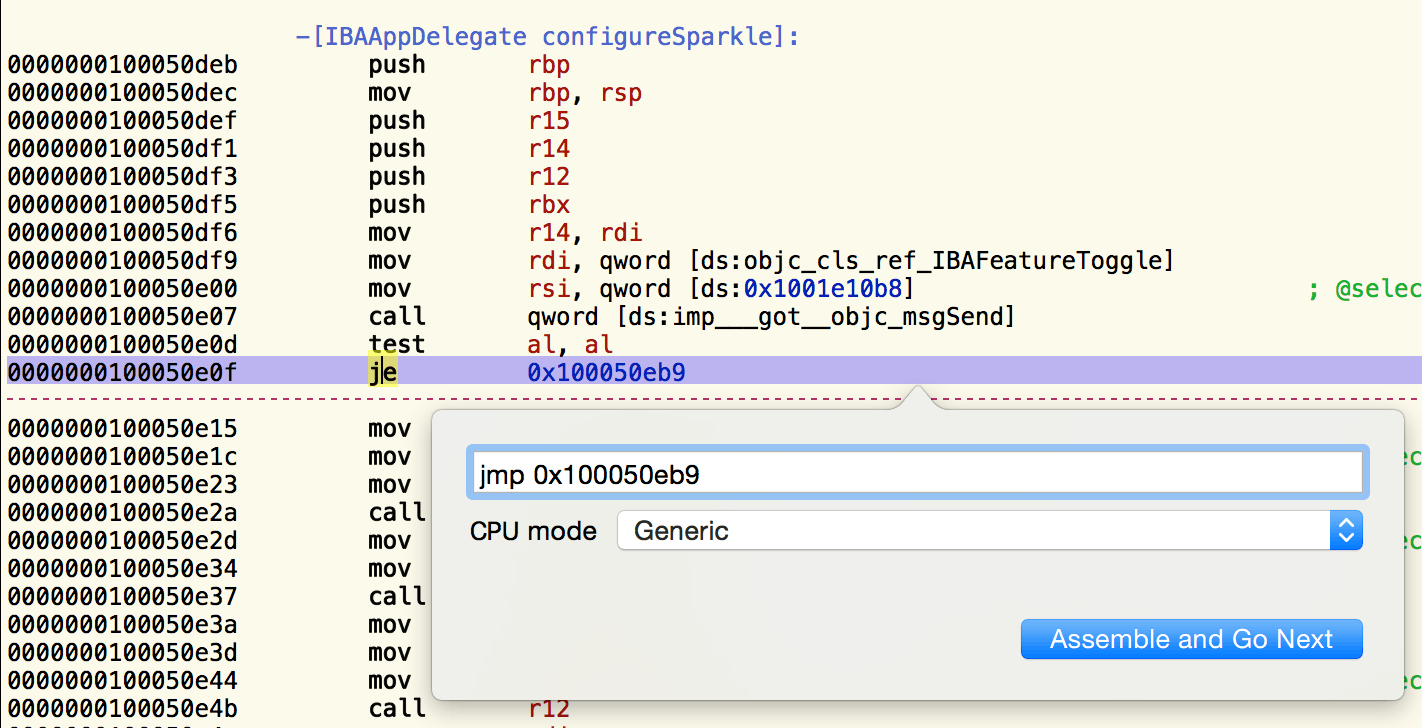 -[IBAAppDelegate configureSparkle]:
0000000100050deb push rbp
0000000100050dec mov rbp, rsp
0000000100050def push r15
0000000100050df1 push r14
0000000100050df3 push r12
0000000100050df5 push rbx
0000000100050df6 mov r14, rdi
0000000100050df9 mov rdi, qword [ds:objc_cls_ref_IBAFeatureToggle]
0000000100050e00 mov rsi, qword [ds:0x1001e10b8] ; @selec
0000000100050e07 call qword [ds:imp___got__objc_msgSend]
0000000100050e0d test al, al
0000000100050e0f je 0x100050eb9
0000000100050e15 mov
0000000100050e1c mov ec
jmp 0x100050eb9
0000000100050e23 mov
0000000100050e2a call
CPU mode Generic
0000000100050e2d mov ec
0000000100050e34 mov
0000000100050e37 call
0000000100050e3a mov
Assemble and Go Next
0000000100050e3d mov
0000000100050e44 mov ec
0000000100050e4b call r12